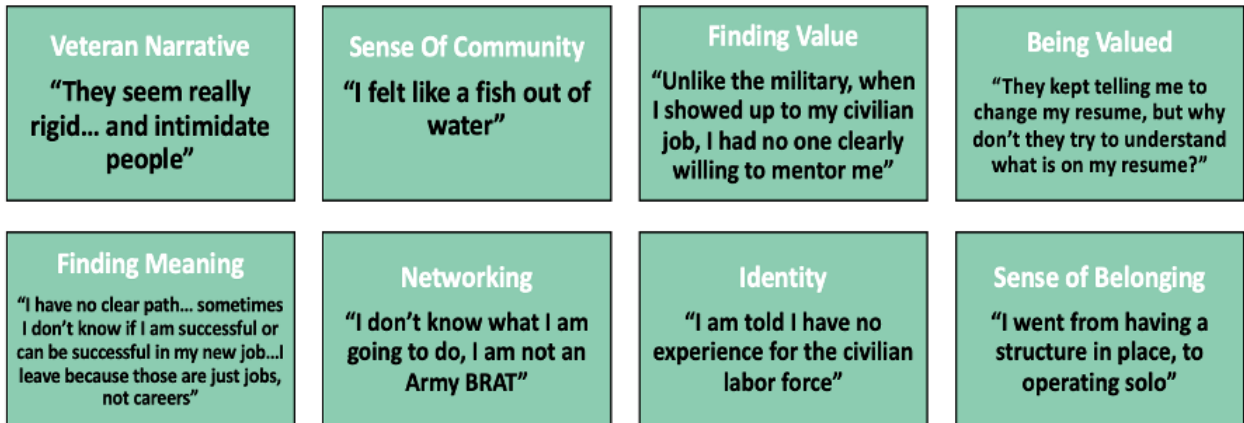 Veteran Narrative
“They seem really
rigid... and intimidate
people”
Sense Of Community
“I felt like a fish out of
water”
Finding Value
“Unlike the military, when
I showed up to my civilian
job, I had no one clearly
willing to mentor me”
Being Valued
“They kept telling me to
change my resume, but why
don’t they try to understand
what is on my resume?”
Finding Meaning
“I have no clear path... sometimes
I don’t know if I am successful or
can be successful in my new job...I
leave because those are just jobs,
not careers”
Networking
“I don’t know what I am
going to do, I am not an
Army BRAT”
Identity
“I am told I have no
experience for the civilian
labor force”
Sense of Belonging
“I went from having a
structure in place, to
operating solo”